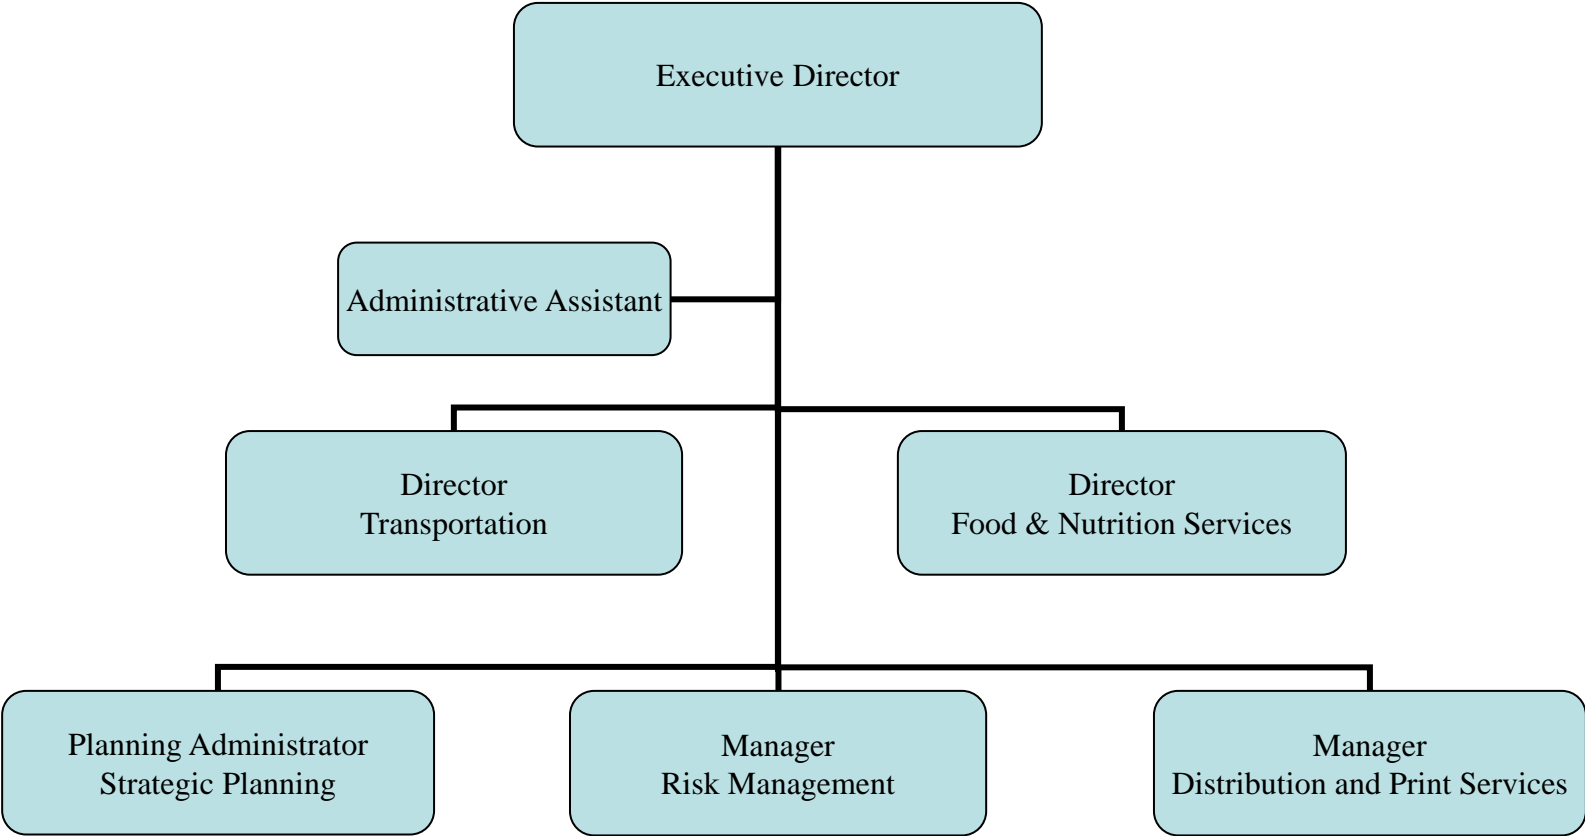 Executive Director
Administrative Assistant
Director
Transportation
Director
Food & Nutrition Services
Planning Administrator
Strategic Planning
Manager
Risk Management
Manager
Distribution and Print Services